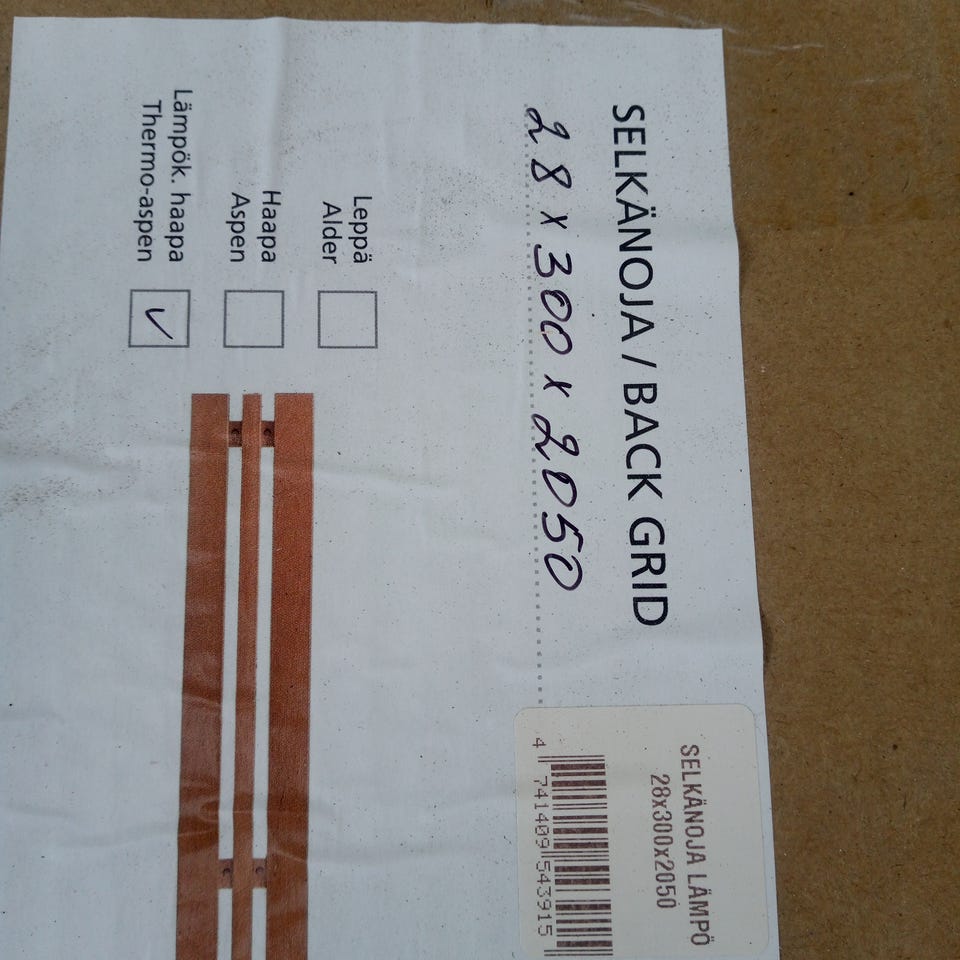 SELKÄNOJA / BACK GRID
28 x 300 x 2050
Leppä
Alder
Haapa
Aspen
Lämpök. haapa
Thermo-aspen
SELKÄNOJA LÄMPÖ
28x300x2050
4 741409 543915